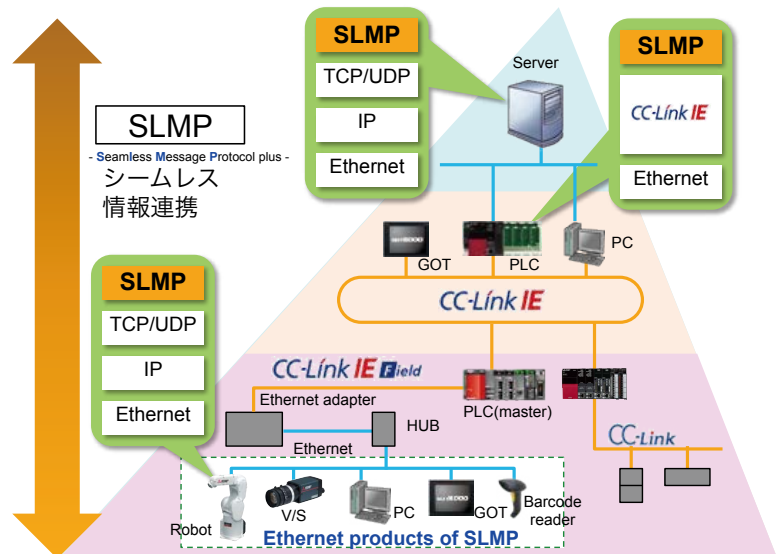 SLMP
TCP/UDP
IP
Ethernet
Server
SLMP
CC-Link IE
Ethernet
SLMP
- Seamless Message Protocol plus -
シームレス
情報連携
GOT
PLC
PC
CC-Link IE
SLMP
TCP/UDP
IP
Ethernet
CC-Link IE Field
Ethernet adapter
PLC(master)
HUB
Ethernet
CC-Link
Robot
V/S
PC
GOT
Barcode
reader
Ethernet products of SLMP